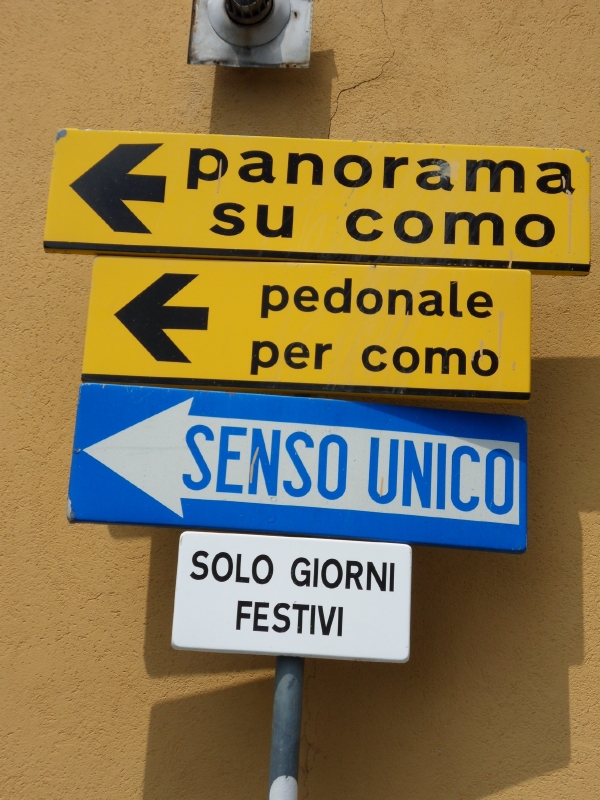 panorama
su como
pedonale
per como
SENSO UNICO
SOLO GIORNI
FESTIVI